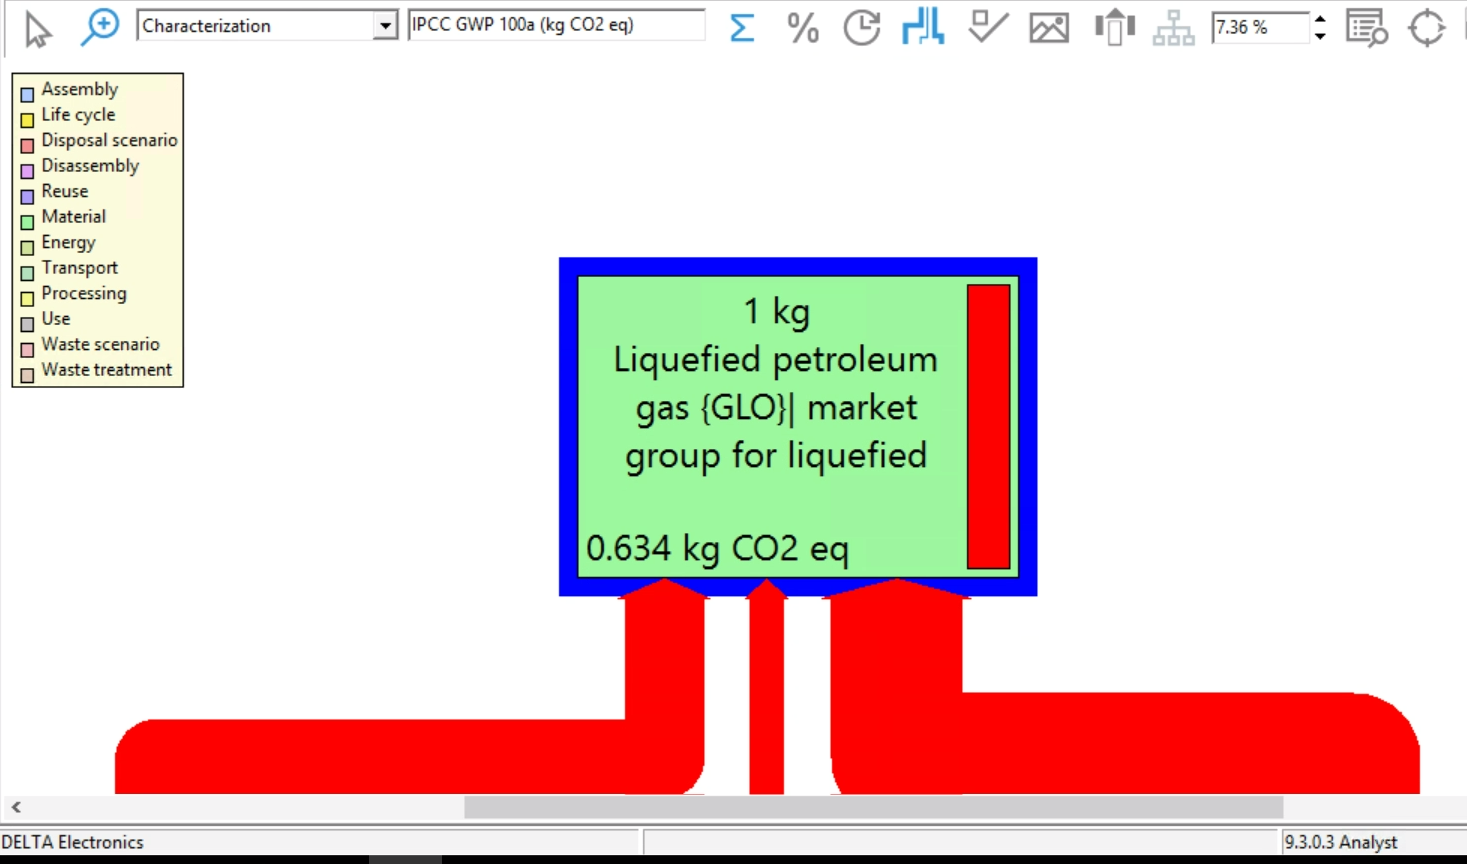 Characterization
IPCC GWP 100a (kg CO2 eq)
Σ
%
7.36 %
Assembly
Life cycle
Disposal scenario
Disassembly
Reuse
Material
Energy
Transport
Processing
Use
Waste scenario
Waste treatment
1 kg
Liquefied petroleum
gas {GLO}| market
group for liquefied
0.634 kg CO2 eq
DELTA Electronics
9.3.0.3 Analyst